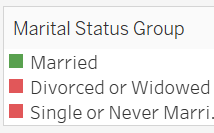 Marital Status Group
Married
Divorced or Widowed
Single or Never Marri..